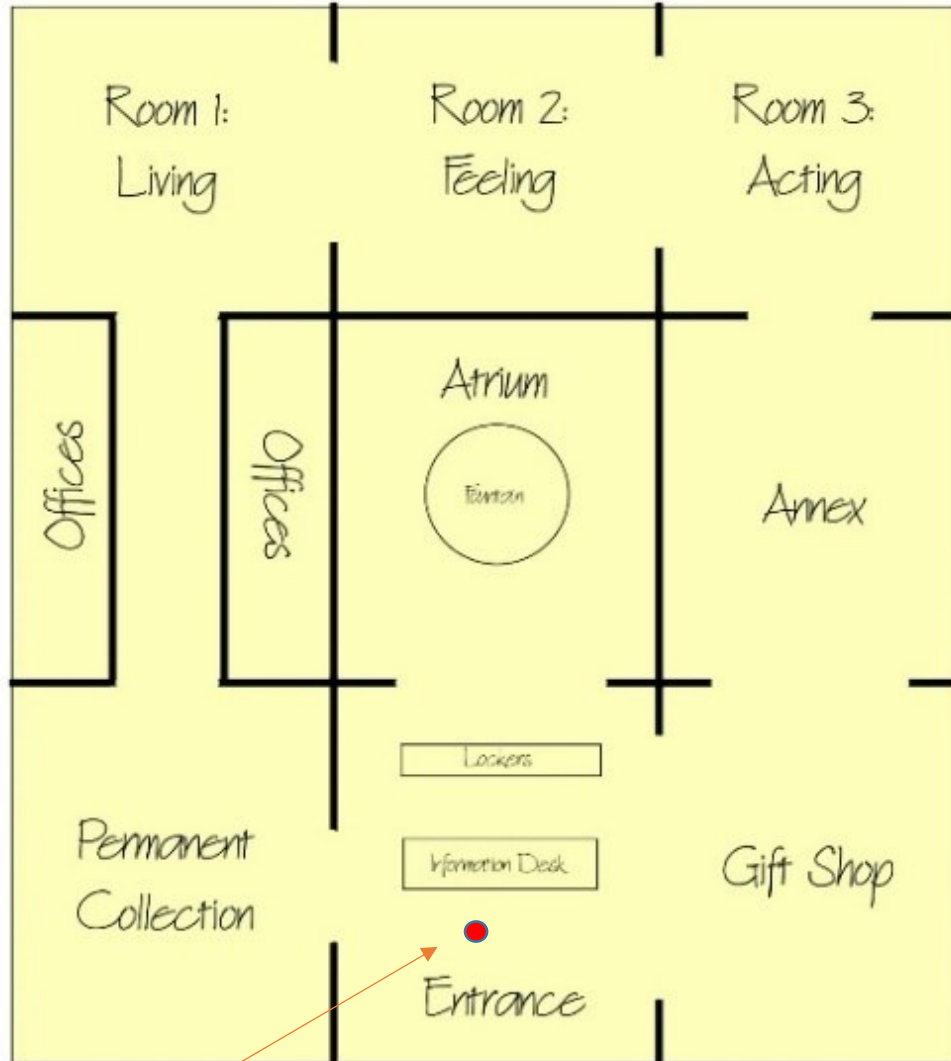 Room 1:
Living
Room 2:
Feeling
Room 3:
Acting
Offices
Offices
Atrium
Fountain
Annex
Lockers
Information Desk
Permanent
Collection
Gift Shop
Entrance